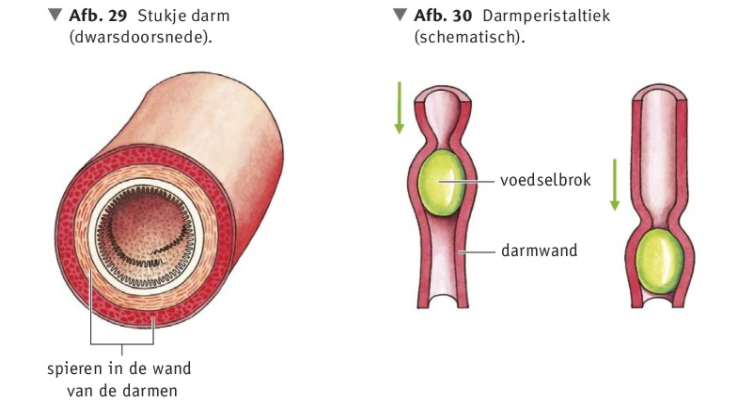 ▼ Afb. 29 Stukje darm
(dwarsdoorsnede).
▼ Afb. 30 Darmperistaltiek
(schematisch).
voedselbrok
darmwand
spieren in de wand
van de darmen